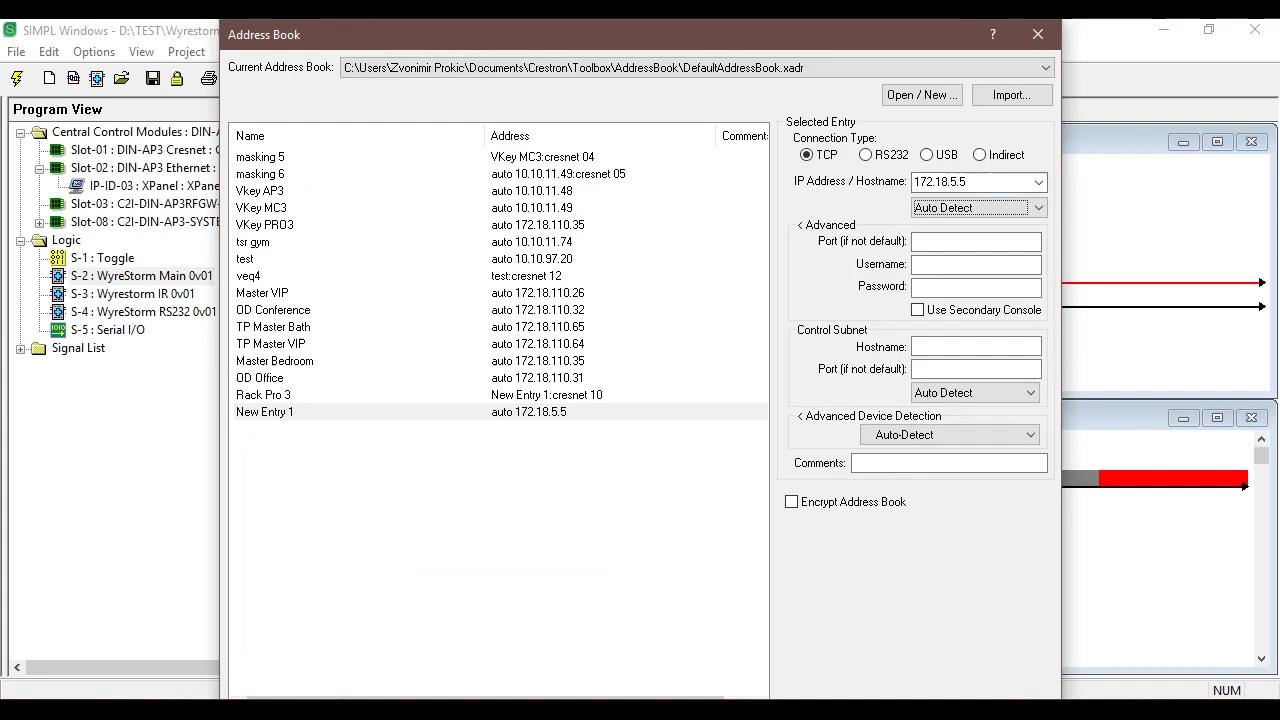 SIMPL Windows - D:\TEST\Wyrestorm
File Edit Options View Project
Program View
Central Control Modules : DIN-A
Slot-01 : DIN-AP3 Cresnet : C
Slot-02 : DIN-AP3 Ethernet :
IP-ID-03 : XPanel : XPane
Slot-03 : C2I-DIN-AP3RFGW-
Slot-08 : C2I-DIN-AP3-SYSTE
Logic
S-1 : Toggle
S-2 : WyreStorm Main 0v01
S-3 : Wyrestorm IR 0v01
S-4 : WyreStorm RS232 0v01
S-5 : Serial I/O
Signal List
Address Book
?
Current Address Book: C:\Users\Zvonimir Prokic\Documents\Crestron\Toolbox\AddressBook\DefaultAddressBook.xadr
Open / New ... Import...
Name Address Comment:
masking 5 VKey MC3:cresnet 04
masking 6 auto 10.10.11.49:cresnet 05
Vkey AP3 auto 10.10.11.48
VKey MC3 auto 10.10.11.49
VKey PRO3 auto 172.18.110.35
tsr gym auto 10.10.11.74
test auto 10.10.97.20
veq4 test:cresnet 12
Master VIP auto 172.18.110.26
OD Conference auto 172.18.110.32
TP Master Bath auto 172.18.110.65
TP Master VIP auto 172.18.110.64
Master Bedroom auto 172.18.110.35
OD Office auto 172.18.110.31
Rack Pro 3 New Entry 1:cresnet 10
New Entry 1 auto 172.18.5.5
Selected Entry
Connection Type:
TCP RS232 USB Indirect
IP Address / Hostname: 172.18.5.5
Auto Detect
< Advanced
Port (if not default):
Username:
Password:
Use Secondary Console
Control Subnet
Hostname:
Port (if not default):
Auto Detect
< Advanced Device Detection
Auto-Detect
Comments:
Encrypt Address Book
NUM